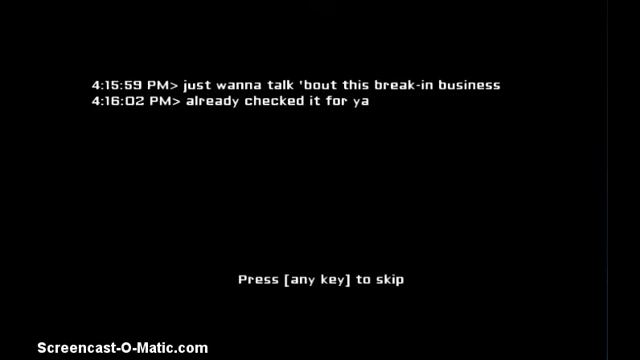 4:15:59 PM> just wanna talk 'bout this break-in business
4:16:02 PM> already checked it for ya
Press [any key] to skip
Screencast-O-Matic.com